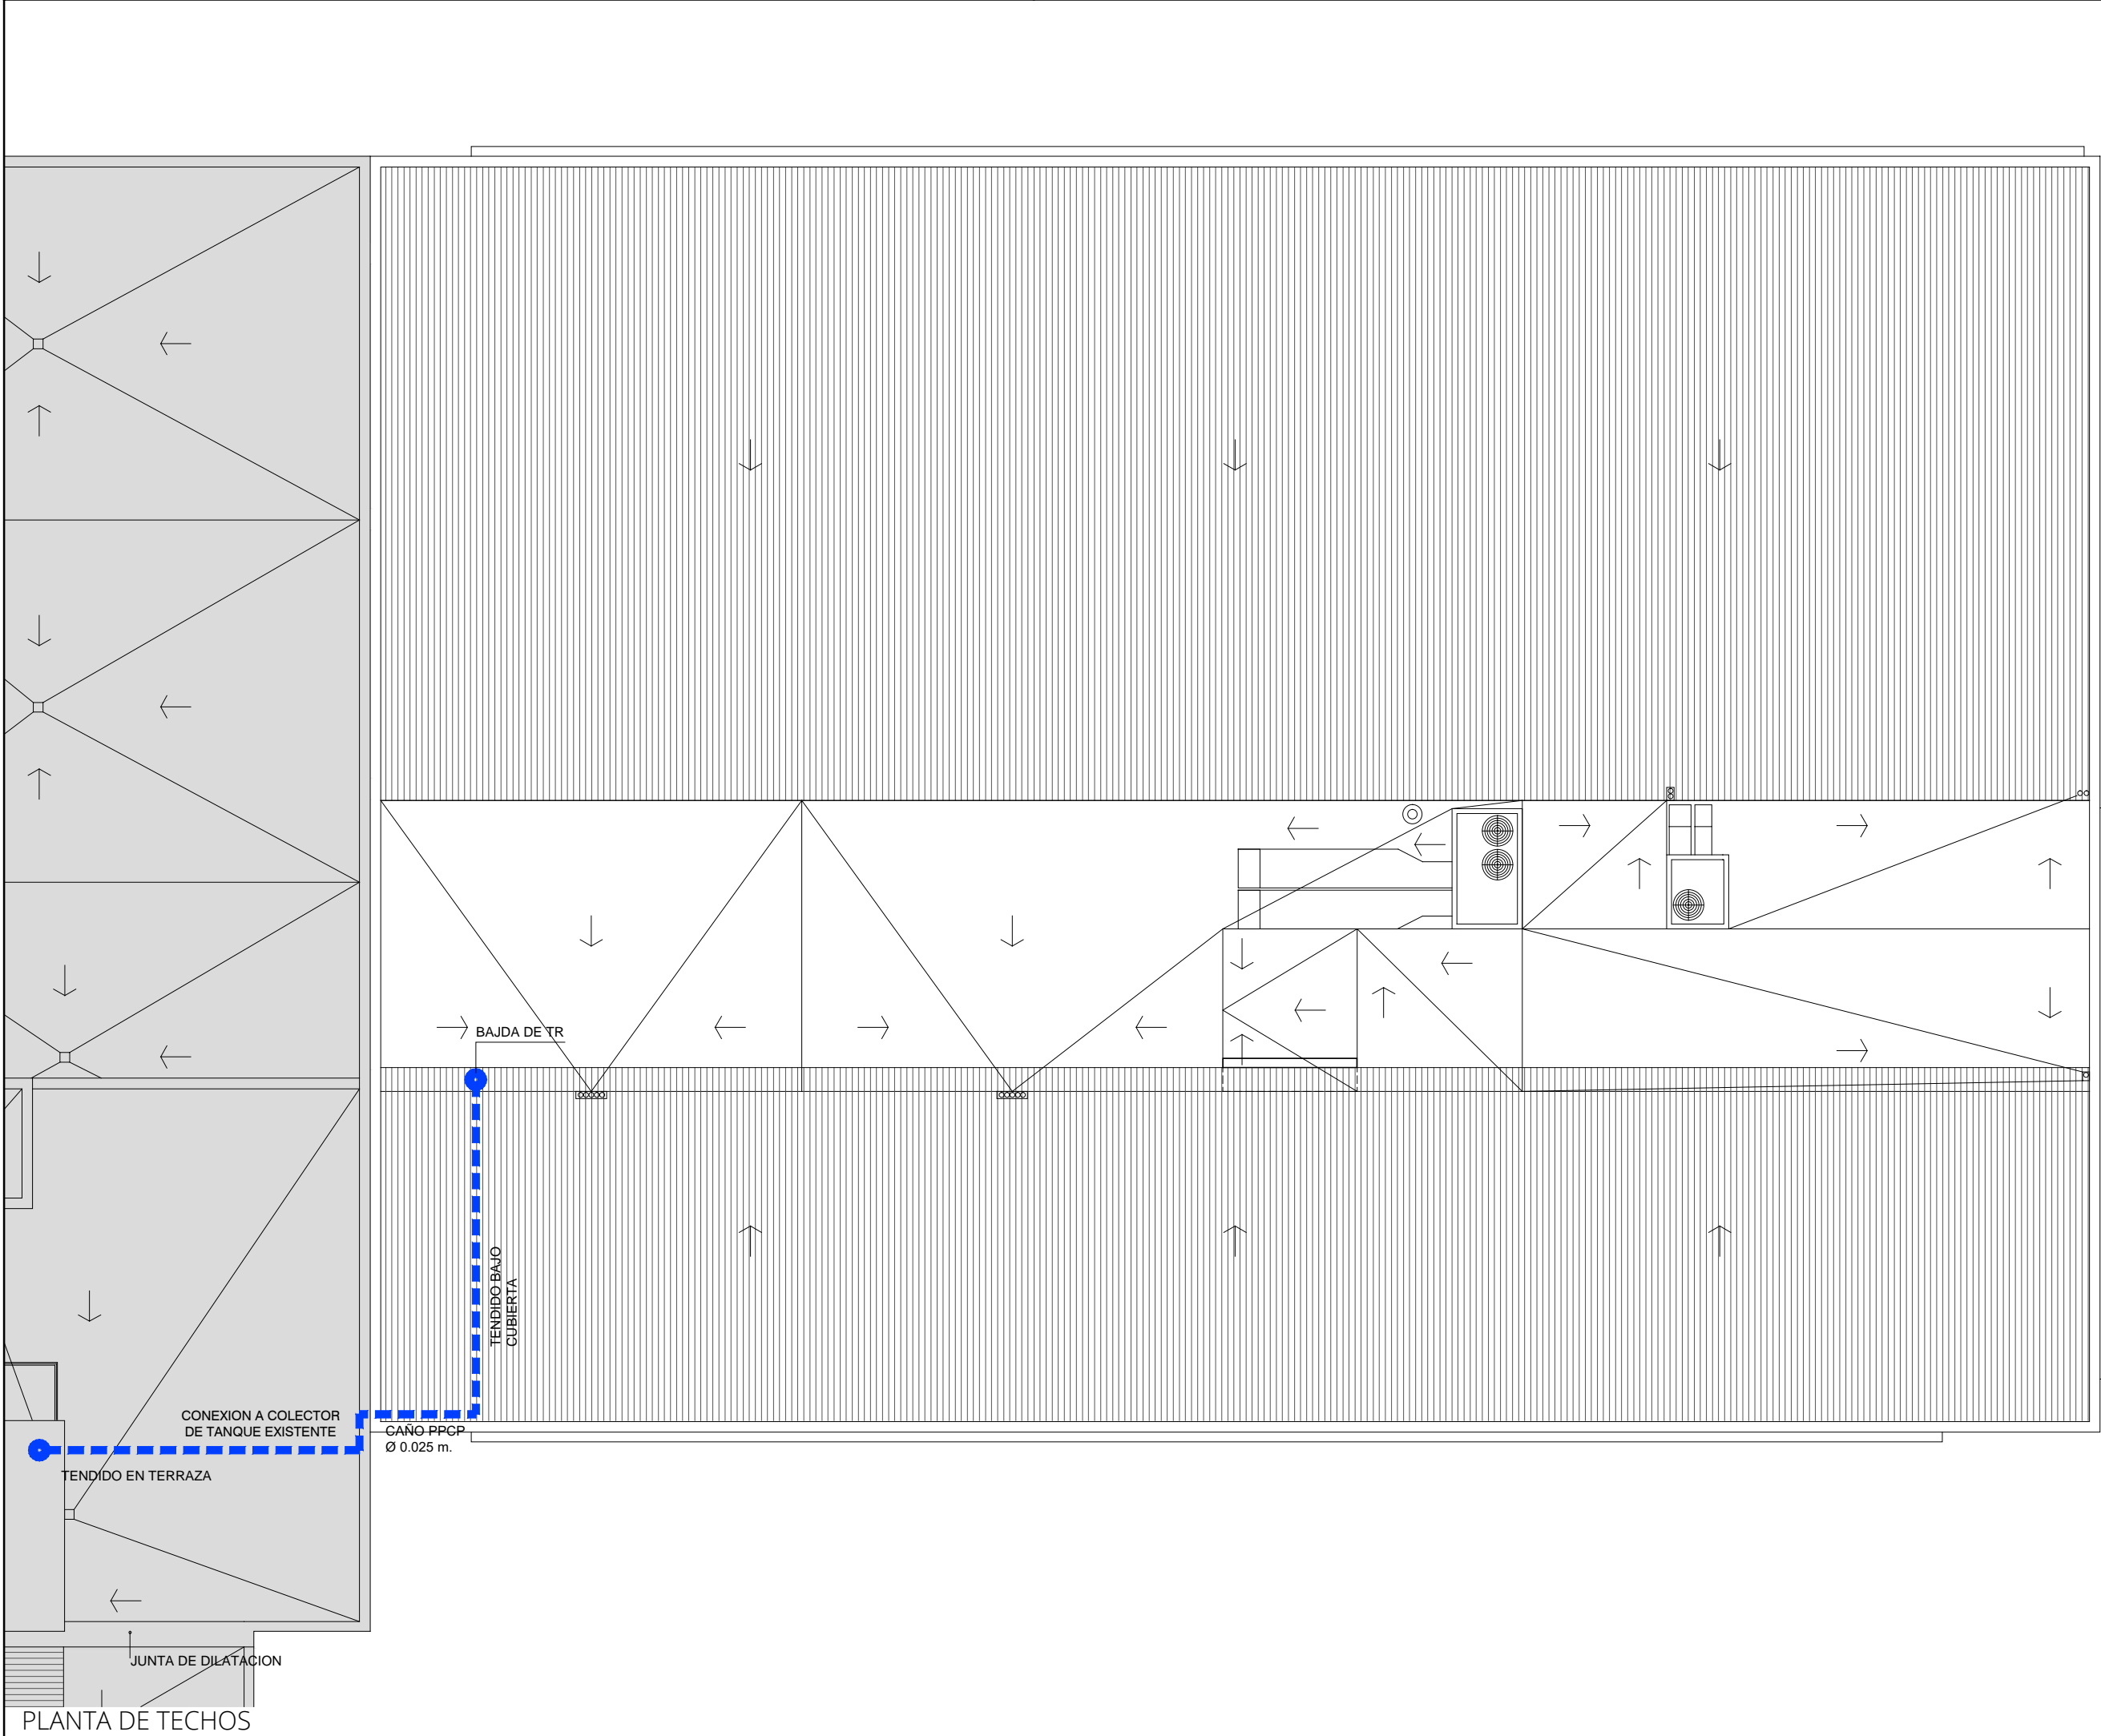 BAJDA DE TR
TENDIDO BAJO
CUBIERTA
CONEXION A COLECTOR
DE TANQUE EXISTENTE
CAÑO PPCP
Ø 0.025 m.
TENDIDO EN TERRAZA
JUNTA DE DILATACION
PLANTA DE TECHOS